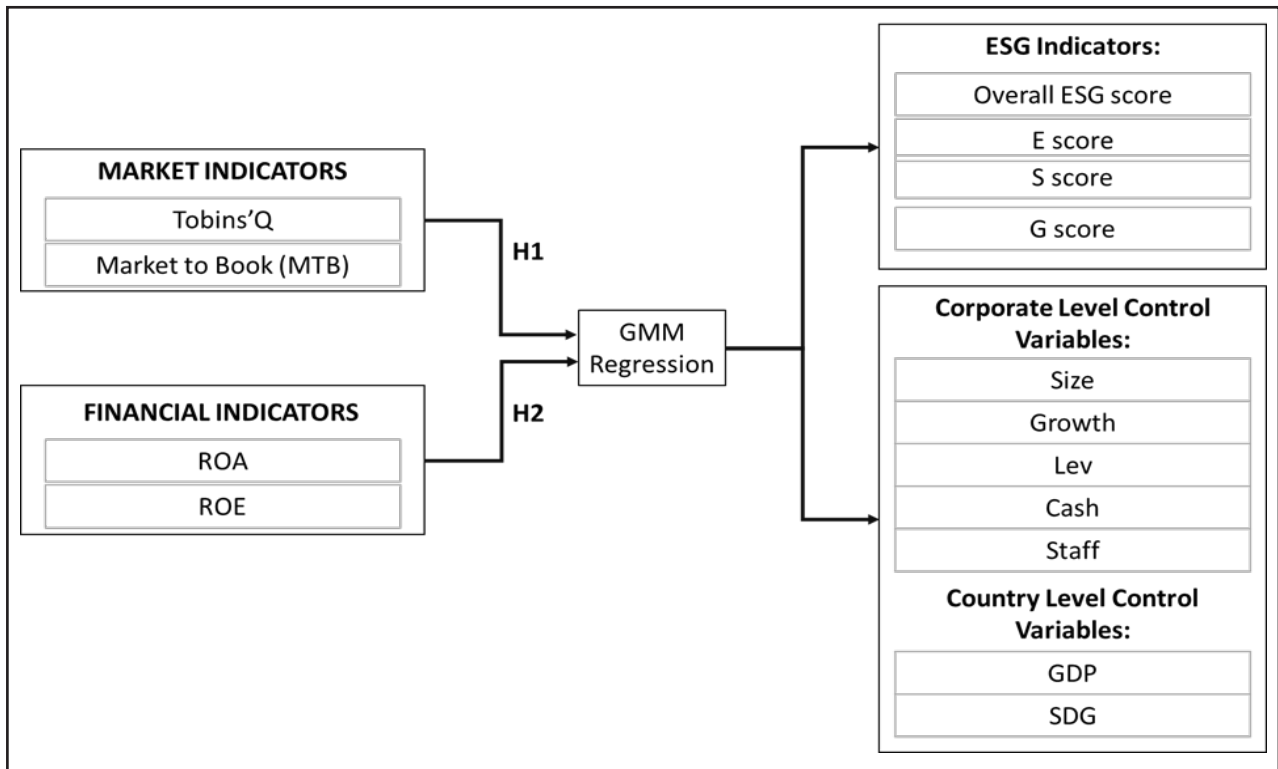 MARKET INDICATORS
Tobins’Q
Market to Book (MTB)
FINANCIAL INDICATORS
ROA
ROE
H1
H2
GMM
Regression
ESG Indicators:
Overall ESG score
E score
S score
G score
Corporate Level Control
Variables:
Size
Growth
Lev
Cash
Staff
Country Level Control
Variables:
GDP
SDG